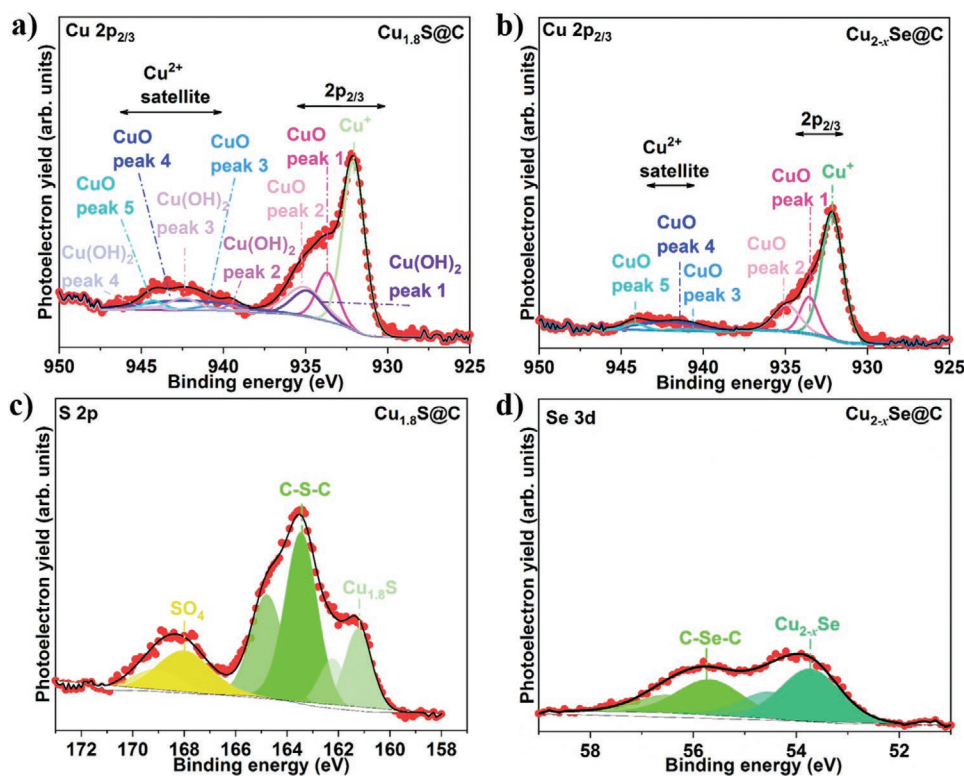 a)
Cu 2p2/3
Cu1.8S@C
Cu2+
satellite
2p2/3
Cu+
CuO
peak 4
CuO
peak 3
CuO
peak 1
CuO
peak 5
Cu(OH)2
peak 3
CuO
peak 2
Cu(OH)2
peak 4
Cu(OH)2
peak 2
Cu(OH)2
peak 1
Photoelectron yield (arb. units)
950 945 940 935 930 925
Binding energy (eV)
b)
Cu 2p2/3
Cu2-xSe@C
2p2/3
Cu2+
satellite
CuO
peak 1
Cu+
CuO
peak 4
CuO
peak 2
CuO
peak 5
CuO
peak 3
Photoelectron yield (arb. units)
950 945 940 935 930 925
Binding energy (eV)
c)
S 2p
Cu1.8S@C
C-S-C
Cu1.8S
SO4
Photoelectron yield (arb. units)
172 170 168 166 164 162 160 158
Binding energy (eV)
d)
Se 3d
Cu2-xSe@C
C-Se-C
Cu2-xSe
Photoelectron yield (arb. units)
58 56 54 52
Binding energy (eV)